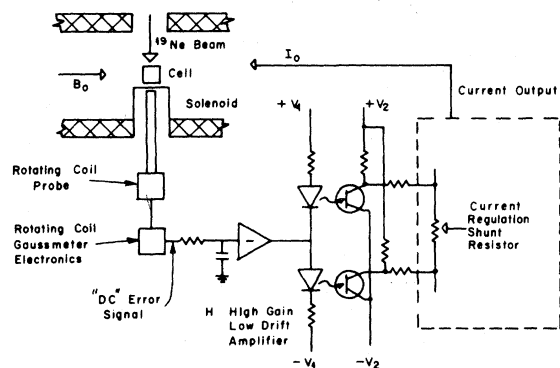 19Ne Beam
Cell
B₀
I₀
Solenoid
Current Output
+V₁
+V₂
Rotating Coil
Probe
Rotating Coil
Gaussmeter
Electronics
Current
Regulation
Shunt
Resistor
"DC" Error
Signal
H High Gain
Low Drift
Amplifier
-V₁
-V₂